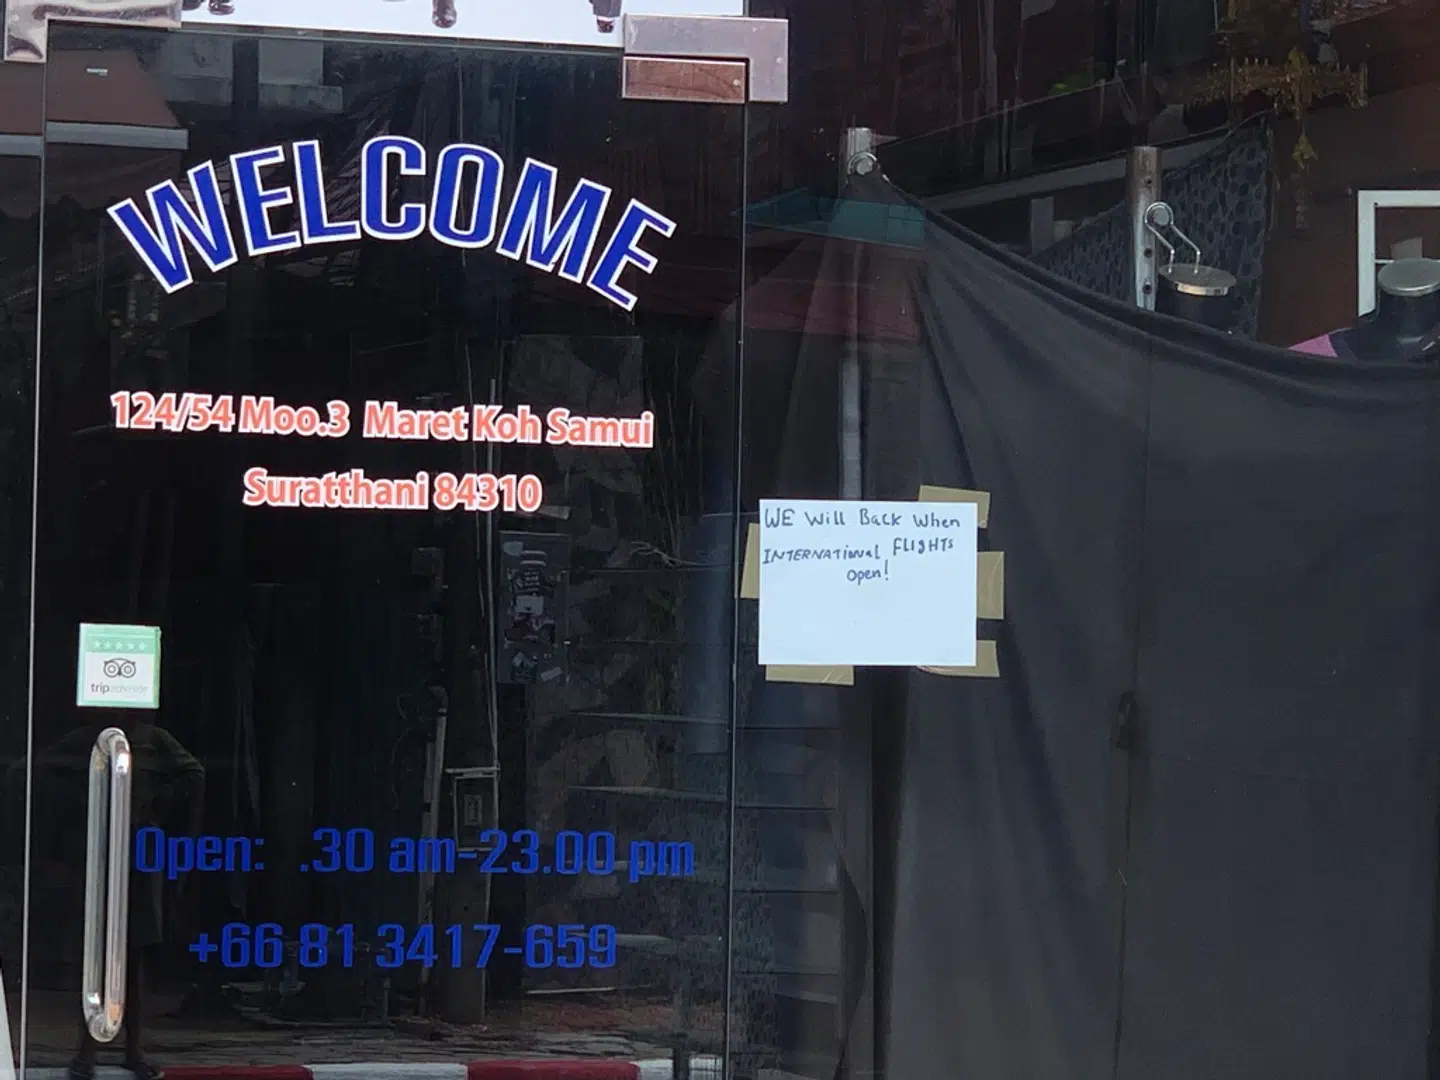 WELCOME
124/54 Moo.3 Maret Koh Samui
Suratthani 84310
WE Will Back When
INTERNATional FLIgHTs
Open!
tripadvisor
Open: .30 am-23.00 pm
+66 81 3417-659